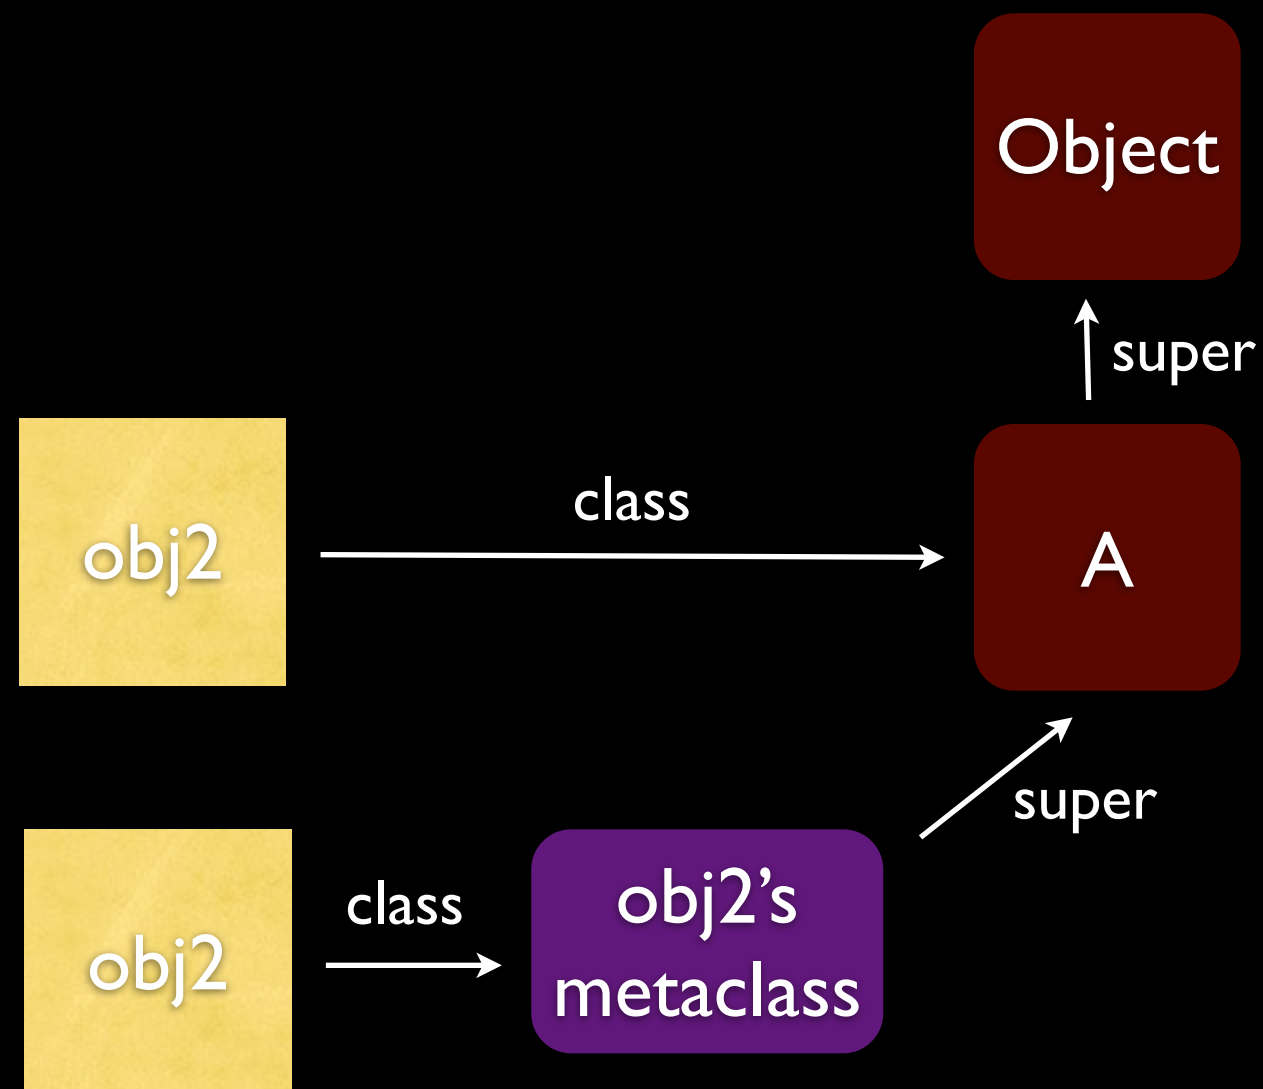 Object
super
class
obj2
A
super
class
obj2
obj2’s
metaclass